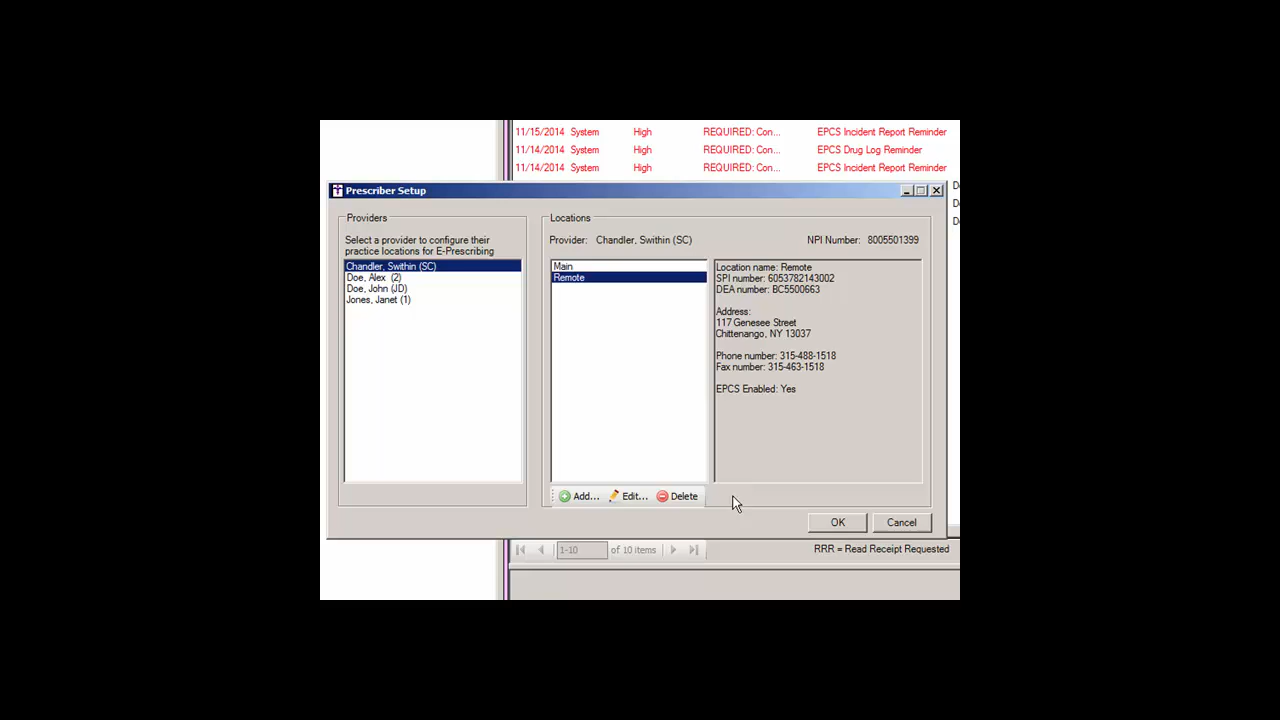 11/15/2014 System High REQUIRED: Con... EPCS Incident Report Reminder
11/14/2014 System High REQUIRED: Con... EPCS Drug Log Reminder
11/14/2014 System High REQUIRED: Con... EPCS Incident Report Reminder
Prescriber Setup
Providers
Select a provider to configure their
practice locations for E-Prescribing
Chandler, Swithin (SC)
Doe, Alex (2)
Doe, John (JD)
Jones, Janet (1)
Locations
Provider: Chandler, Swithin (SC) NPI Number: 8005501399
Main
Remote
Location name: Remote
SPI number: 6053782143002
DEA number: BC5500663
Address:
117 Genesee Street
Chittenango, NY 13037
Phone number: 315-488-1518
Fax number: 315-463-1518
EPCS Enabled: Yes
Add... Edit... Delete
OK Cancel
1-10 of 10 items RRR = Read Receipt Requested